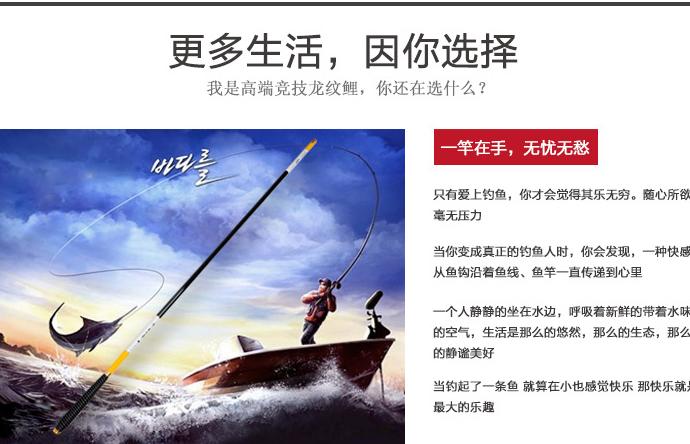 更多生活，因你选择
我是高端竞技龙纹鲤，你还在选什么？
바다를
一竿在手，无忧无愁
只有爱上钓鱼，你才会觉得其乐无穷。随心所欲
毫无压力
当你变成真正的钓鱼人时，你会发现，一种快感
从鱼钩沿着鱼线、鱼竿一直传递到心里
一个人静静的坐在水边，呼吸着新鲜的带着水味
的空气，生活是那么的悠然，那么的生态，那么
的静谧美好
当钓起了一条鱼 就算在小也感觉快乐 那快乐就是
最大的乐趣